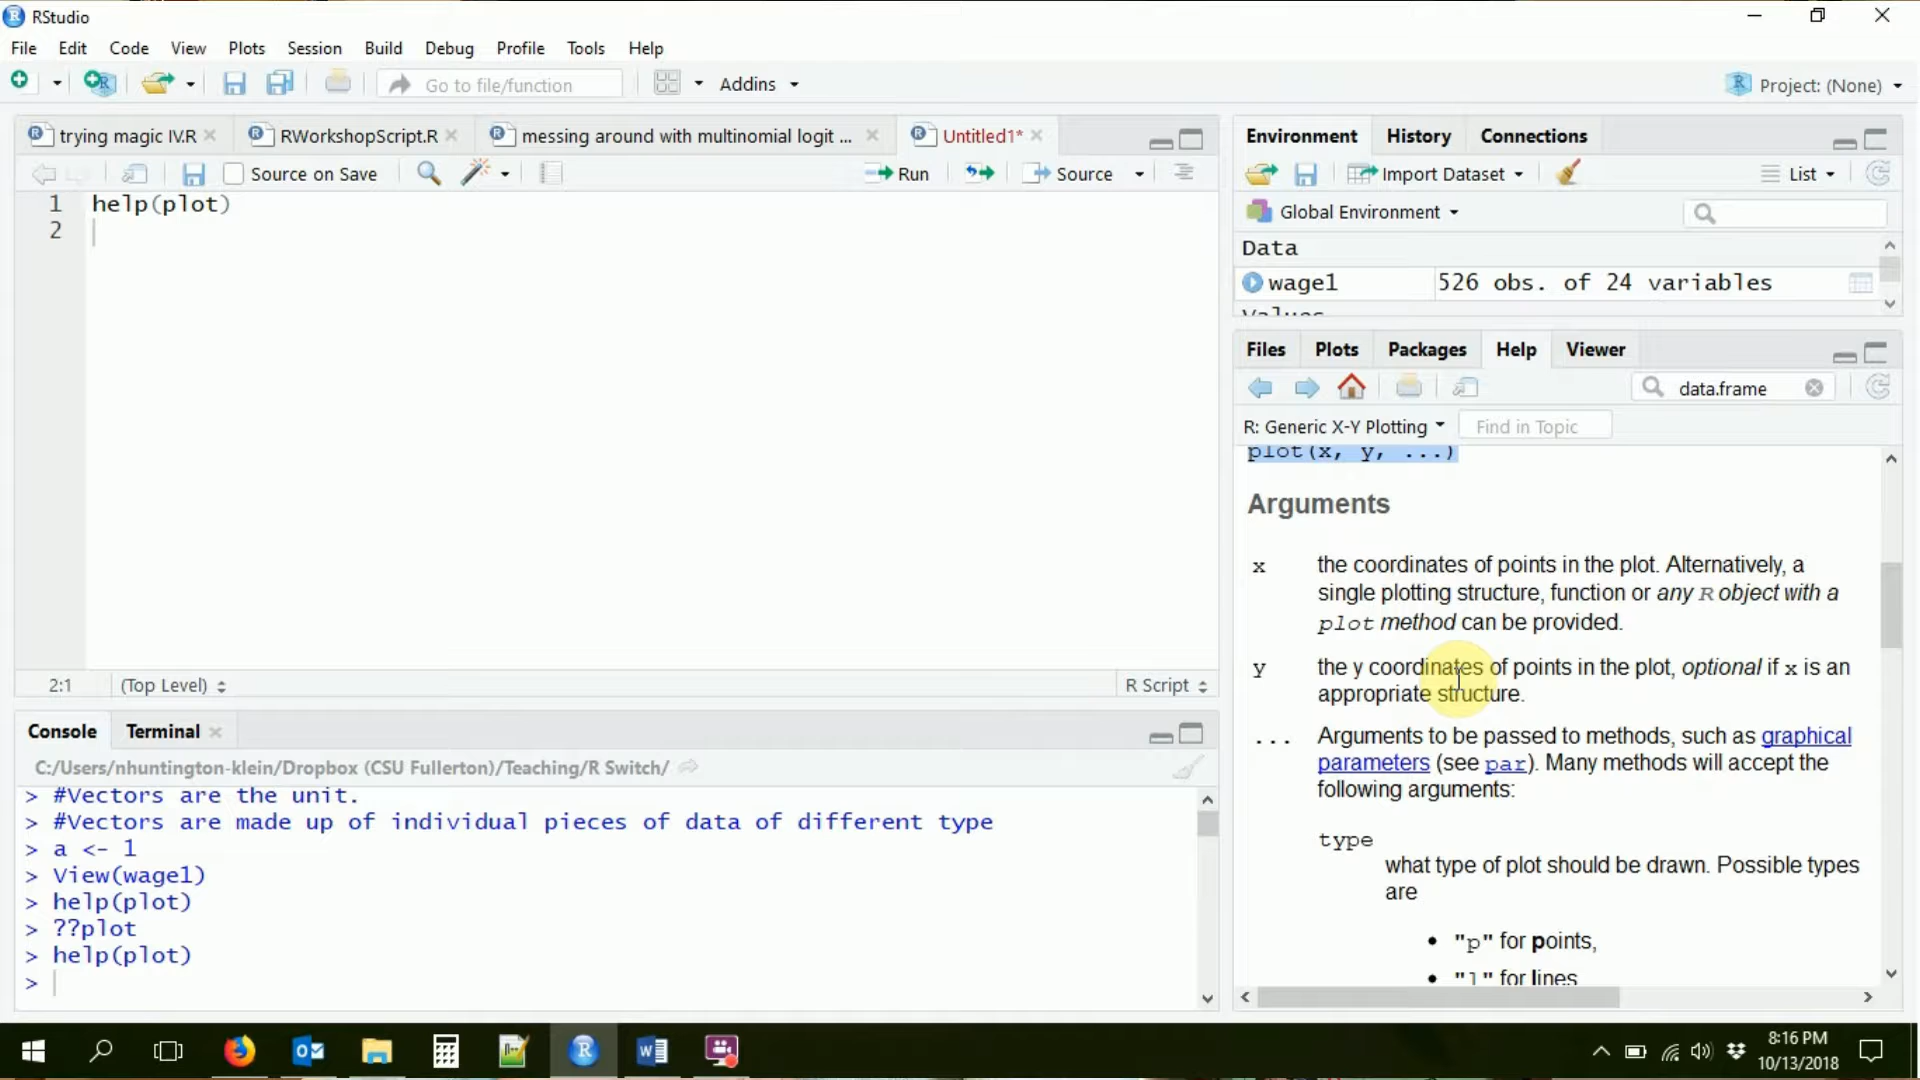 RStudio
File Edit Code View Plots Session Build Debug Profile Tools Help
Go to file/function Addins Project: (None)
trying magic IV.R RWorkshopScript.R messing around with multinomial logit ... Untitled1*
Source on Save Run Source
1 help(plot)
2
2:1 (Top Level) R Script
Console Terminal
C:/Users/nhuntington-klein/Dropbox (CSU Fullerton)/Teaching/R Switch/
> #Vectors are the unit.
> #Vectors are made up of individual pieces of data of different type
> a <- 1
> View(wage1)
> help(plot)
> ??plot
> help(plot)
>
Environment History Connections
Import Dataset List
Global Environment
Data
wage1 526 obs. of 24 variables
Values
Files Plots Packages Help Viewer
data.frame
R: Generic X-Y Plotting Find in Topic
plot(x, y, ...)
Arguments
x the coordinates of points in the plot. Alternatively, a
single plotting structure, function or any R object with a
plot method can be provided.
y the y coordinates of points in the plot, optional if x is an
appropriate structure.
... Arguments to be passed to methods, such as graphical
parameters (see par). Many methods will accept the
following arguments:
type
what type of plot should be drawn. Possible types
are
• "p" for points,
• "l" for lines
8:16 PM
10/13/2018